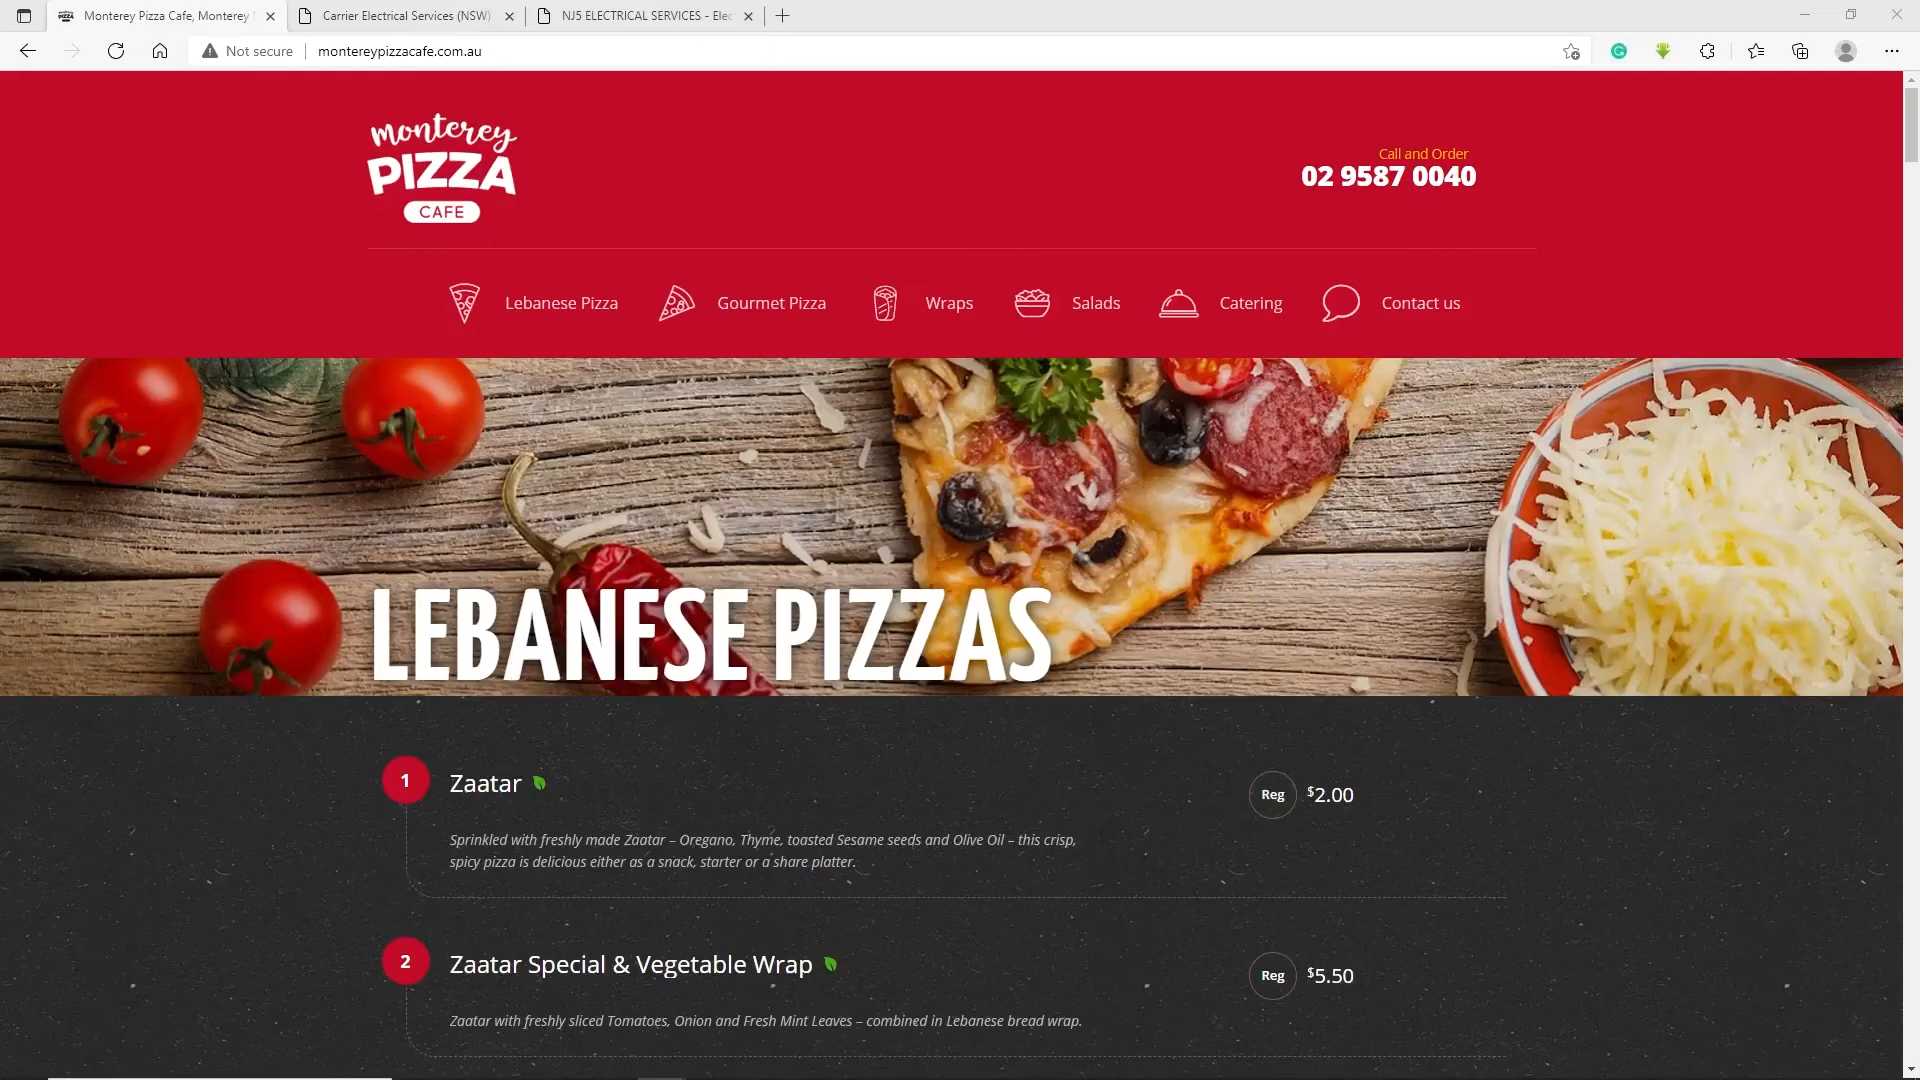 Monterey Pizza Cafe, Monterey
Carrier Electrical Services (NSW)
NJ5 ELECTRICAL SERVICES - Elec
Not secure
montereypizzacafe.com.au
monterey
PIZZA
CAFE
Call and Order
02 9587 0040
Lebanese Pizza
Gourmet Pizza
Wraps
Salads
Catering
Contact us
LEBANESE PIZZAS
1
Zaatar
Reg
$2.00
Sprinkled with freshly made Zaatar – Oregano, Thyme, toasted Sesame seeds and Olive Oil – this crisp,
spicy pizza is delicious either as a snack, starter or a share platter.
2
Zaatar Special & Vegetable Wrap
Reg
$5.50
Zaatar with freshly sliced Tomatoes, Onion and Fresh Mint Leaves – combined in Lebanese bread wrap.